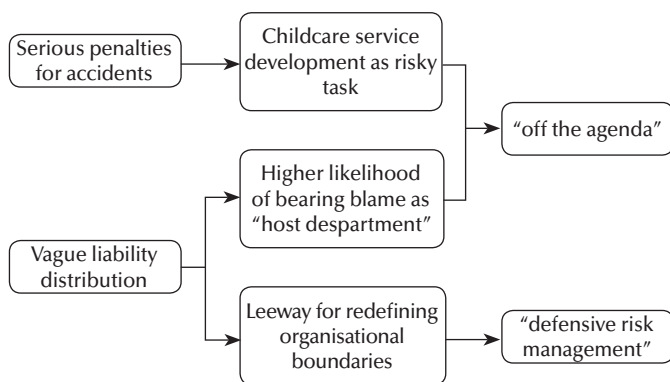 Serious penalties
for accidents
Childcare service
development as risky
task
“off the agenda”
Higher likelihood
of bearing blame as
“host despartment”
Vague liability
distribution
Leeway for redefining
organisational
boundaries
“defensive risk
management”